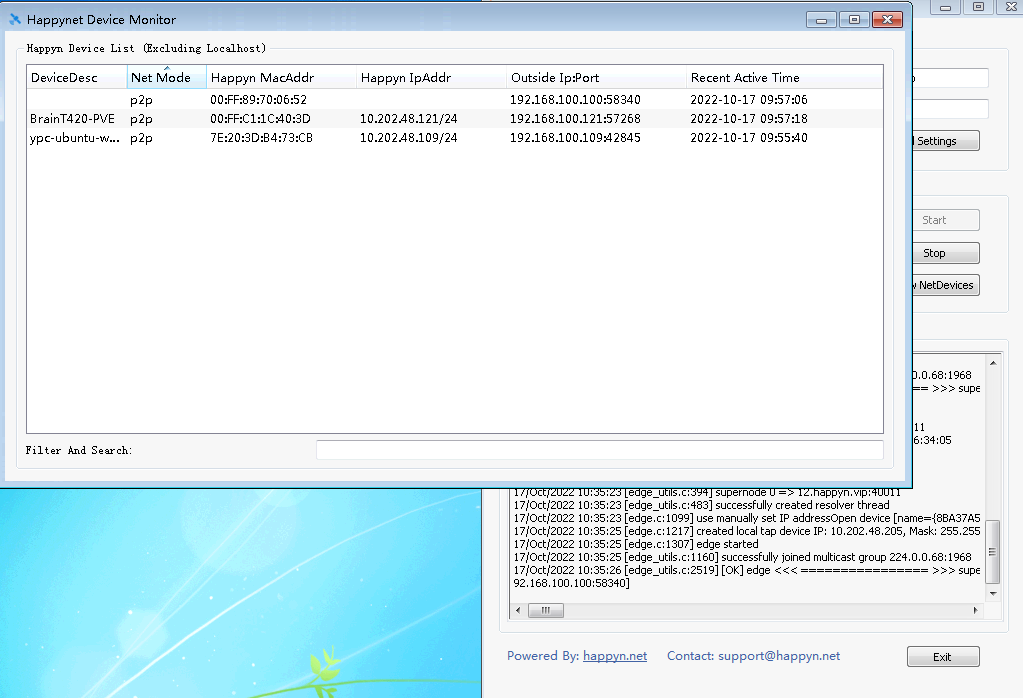 Happynet Device Monitor
Happyn Device List (Excluding Localhost)
DeviceDesc Net Mode Happyn MacAddr Happyn IpAddr Outside Ip:Port Recent Active Time
p2p 00:FF:89:70:06:52 192.168.100.100:58340 2022-10-17 09:57:06
BrainT420-PVE p2p 00:FF:C1:1C:40:3D 10.202.48.121/24 192.168.100.121:57268 2022-10-17 09:57:18
ypc-ubuntu-w... p2p 7E:20:3D:B4:73:CB 10.202.48.109/24 192.168.100.109:42845 2022-10-17 09:55:40
Filter And Search:
Settings
Start
Stop
NetDevices
0.0.68:1968
== >>> supe
11
6:34:05
17/Oct/2022 10:35:23 [edge_utils.c:394] supernode 0 => 12.happyn.vip:40011
17/Oct/2022 10:35:23 [edge_utils.c:483] successfully created resolver thread
17/Oct/2022 10:35:23 [edge.c:1099] use manually set IP addressOpen device [name={8BA37A5
17/Oct/2022 10:35:25 [edge.c:1217] created local tap device IP: 10.202.48.205, Mask: 255.255
17/Oct/2022 10:35:25 [edge.c:1307] edge started
17/Oct/2022 10:35:25 [edge_utils.c:1160] successfully joined multicast group 224.0.0.68:1968
17/Oct/2022 10:35:26 [edge_utils.c:2519] [OK] edge <<< ================ >>> supe
92.168.100.100:58340]
Powered By: happyn.net Contact: support@happyn.net
Exit